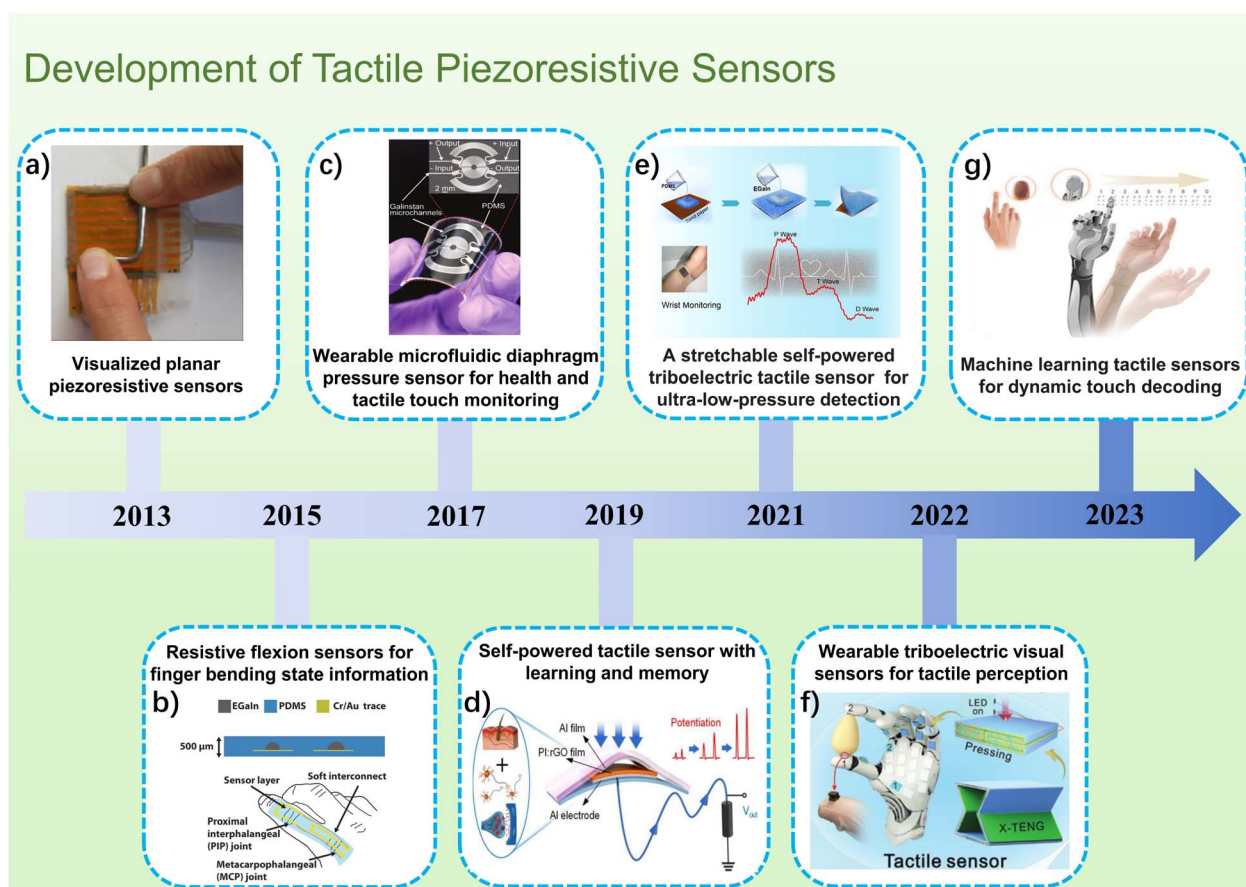 Development of Tactile Piezoresistive Sensors
a)
Visualized planar
piezoresistive sensors
c)
+ Output
+ Input
- Input
- Output
2 mm
Galinstan
microchannels
PDMS
Wearable microfluidic diaphragm
pressure sensor for health and
tactile touch monitoring
e)
PDMS
sand paper
EGaIn
P Wave
T Wave
D Wave
Wrist Monitoring
A stretchable self-powered
triboelectric tactile sensor for
ultra-low-pressure detection
g)
1 2 3 4 5 6 7 8 9 0
Machine learning tactile sensors
for dynamic touch decoding
2013
2015
2017
2019
2021
2022
2023
Resistive flexion sensors for
finger bending state information
b)
EGaIn
PDMS
Cr/Au trace
500 μm
Sensor layer
Soft interconnect
Proximal
interphalangeal
(PIP) joint
Metacarpophalangeal
(MCP) joint
Self-powered tactile sensor with
learning and memory
d)
Al film
PI:rGO film
Al electrode
Potentiation
+
Vout
Wearable triboelectric visual
sensors for tactile perception
f)
2
2
1
LED
on
Pressing
X-TENG
Tactile sensor